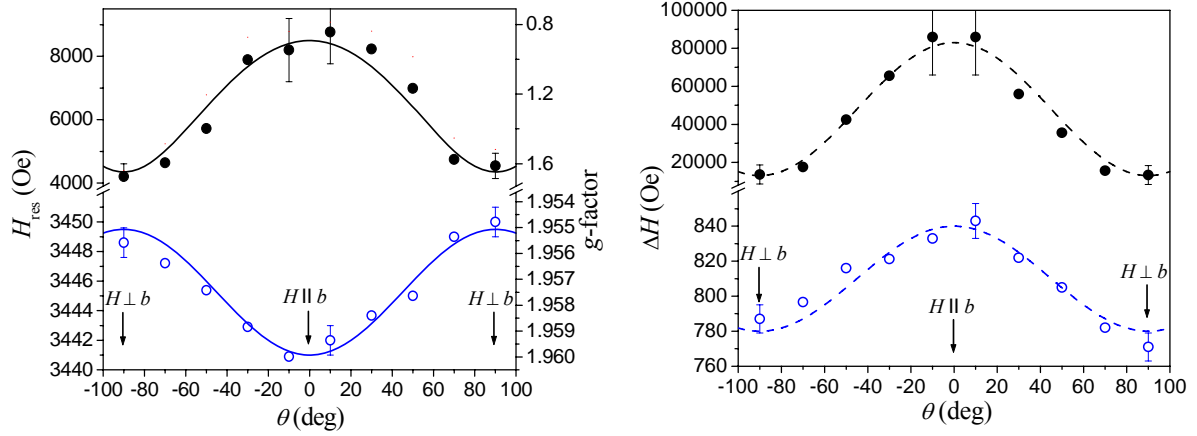 8000
6000
4000
3450
3448
3446
3444
3442
3440
H_res (Oe)
0.8
1.2
1.6
1.954
1.955
1.956
1.957
1.958
1.959
1.960
g-factor
H ⊥ b
H ∥ b
H ⊥ b
-100 -80 -60 -40 -20 0 20 40 60 80 100
θ (deg)
100000
80000
60000
40000
20000
840
820
800
780
760
ΔH (Oe)
H ⊥ b
H ∥ b
H ⊥ b
-100 -80 -60 -40 -20 0 20 40 60 80 100
θ (deg)